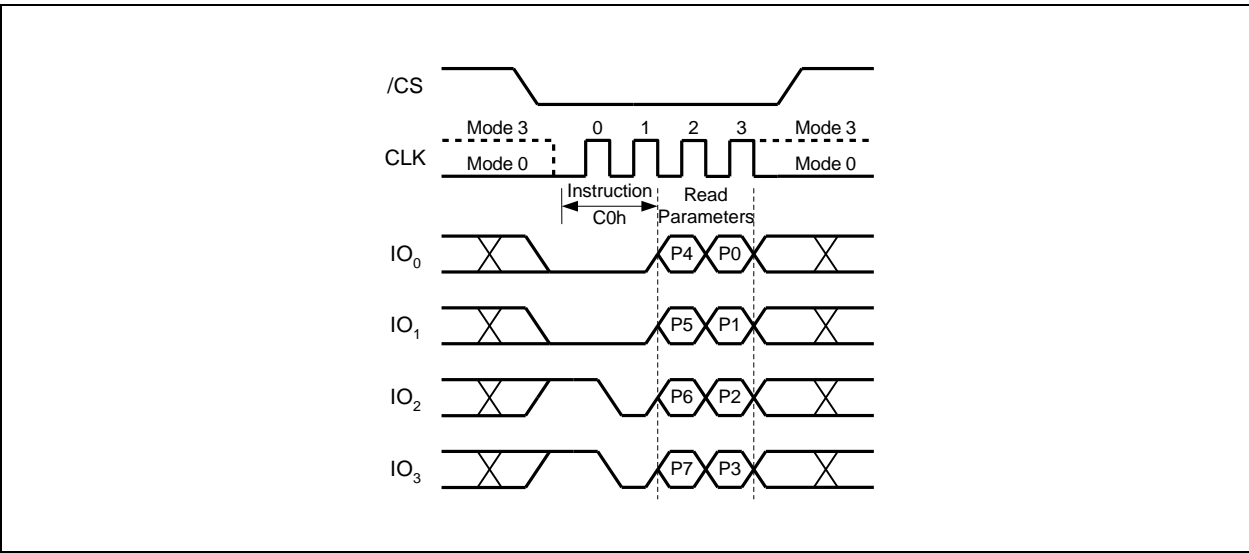 /CS
Mode 3 0 1 2 3 Mode 3
CLK Mode 0 Mode 0
Instruction Read
C0h Parameters
IO0 P4 P0
IO1 P5 P1
IO2 P6 P2
IO3 P7 P3